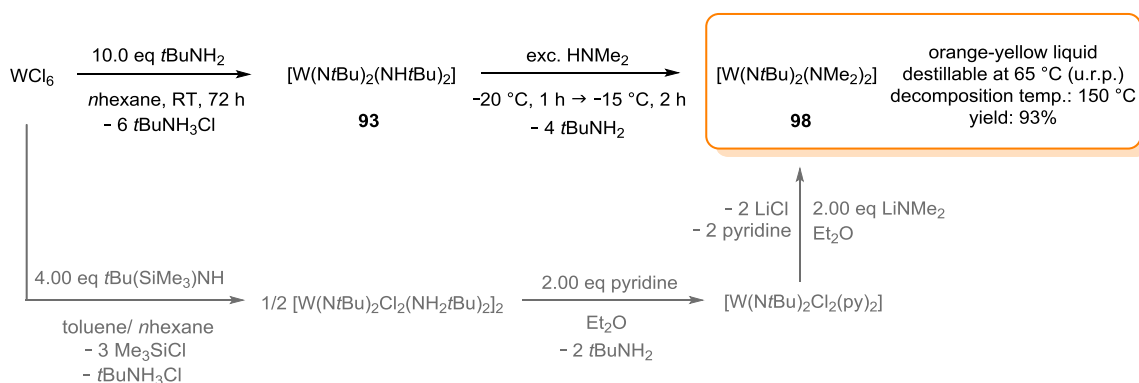 WCl₆
10.0 eq tBuNH₂
nhexane, RT, 72 h
- 6 tBuNH₃Cl
[W(NtBu)₂(NHtBu)₂]
93
exc. HNMe₂
-20 °C, 1 h → -15 °C, 2 h
- 4 tBuNH₂
[W(NtBu)₂(NMe₂)₂]
98
orange-yellow liquid
destillable at 65 °C (u.r.p.)
decomposition temp.: 150 °C
yield: 93%
- 2 LiCl
- 2 pyridine
2.00 eq LiNMe₂
Et₂O
4.00 eq tBu(SiMe₃)NH
toluene/ nhexane
- 3 Me₃SiCl
- tBuNH₃Cl
1/2 [W(NtBu)₂Cl₂(NH₂tBu)₂]₂
2.00 eq pyridine
Et₂O
- 2 tBuNH₂
[W(NtBu)₂Cl₂(py)₂]